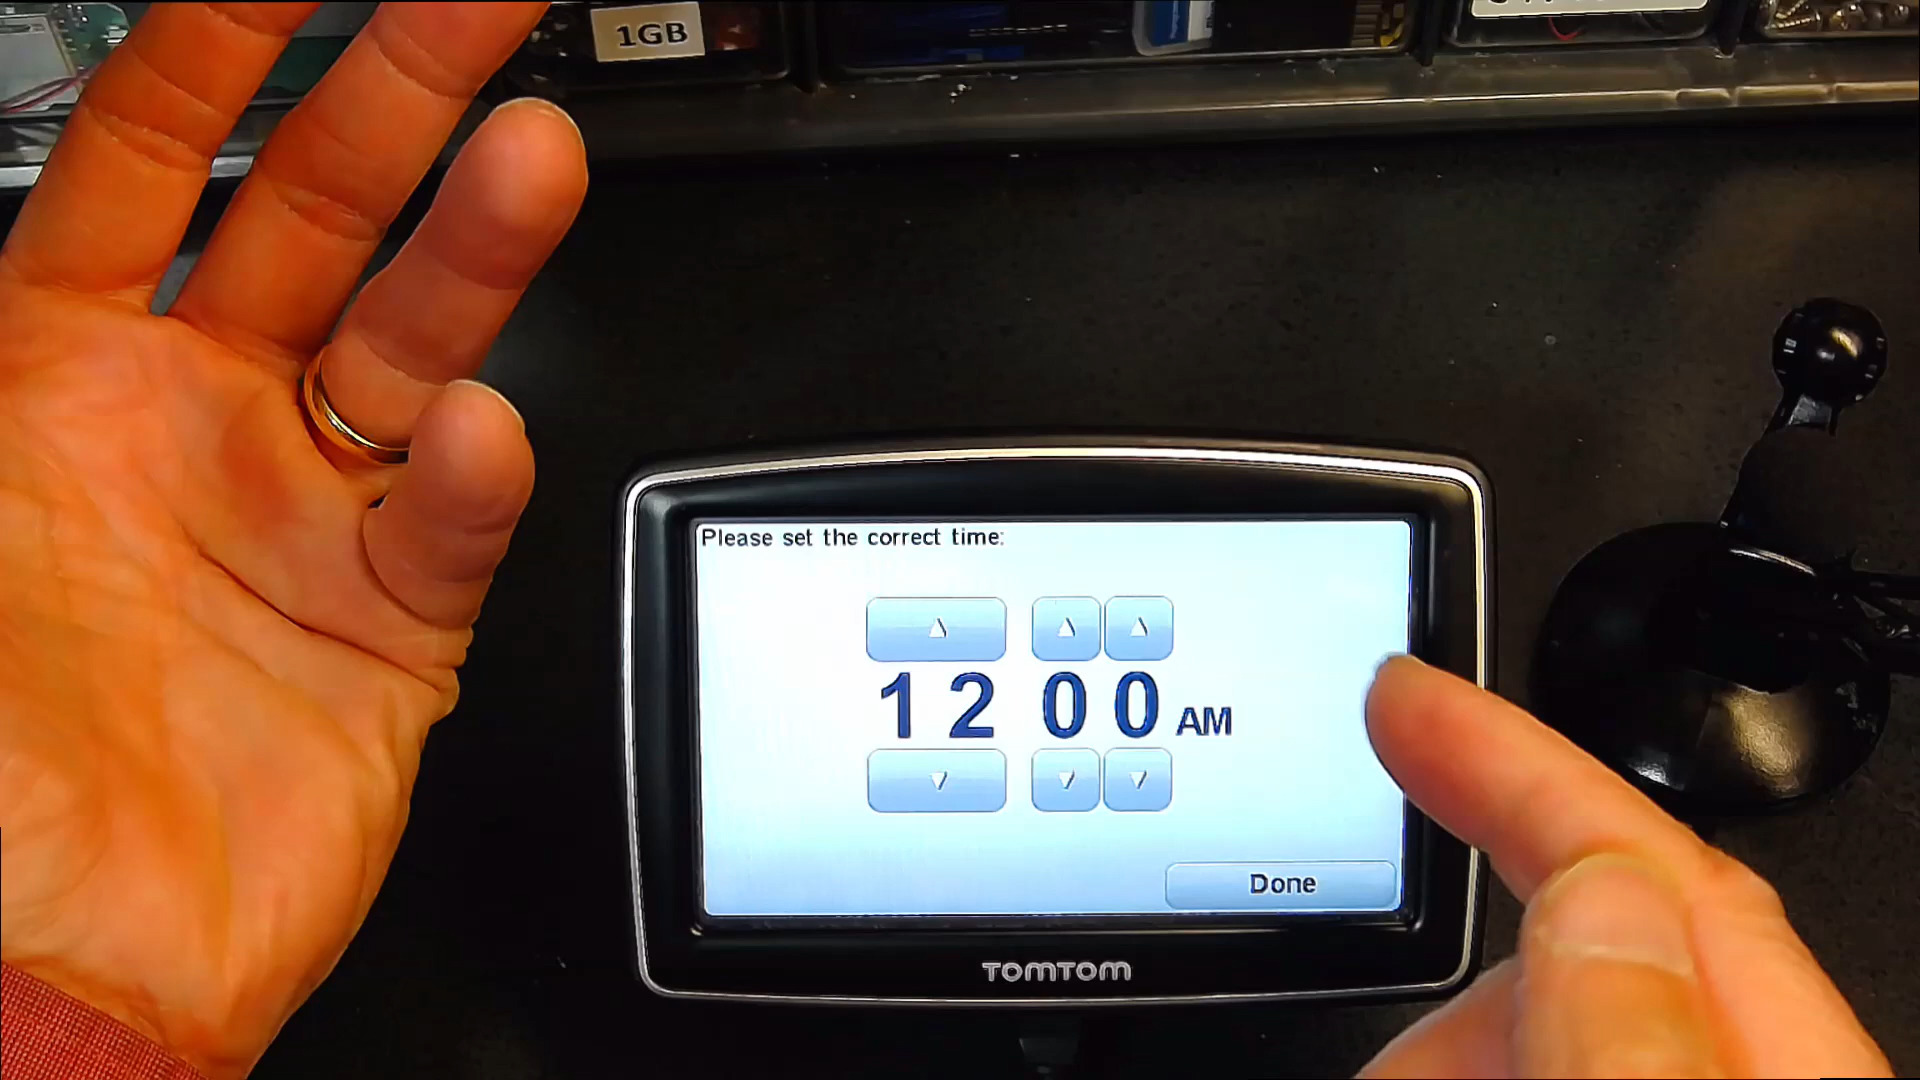 1GB
Please set the correct time:
12 00 AM
Done
TOMTOM